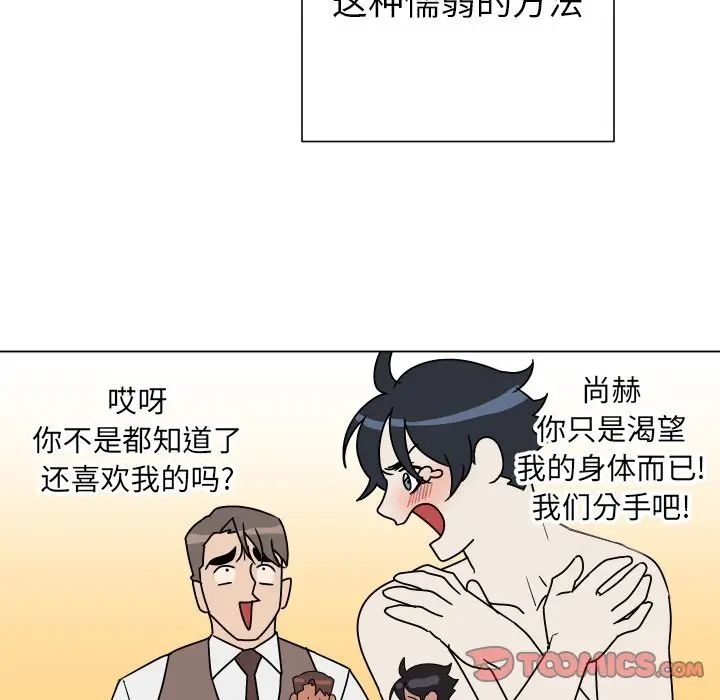 这种懦弱的方法
哎呀
你不是都知道了
还喜欢我的吗?
尚赫
你只是渴望
我的身体而已!
我们分手吧!
TOOMICS.COM